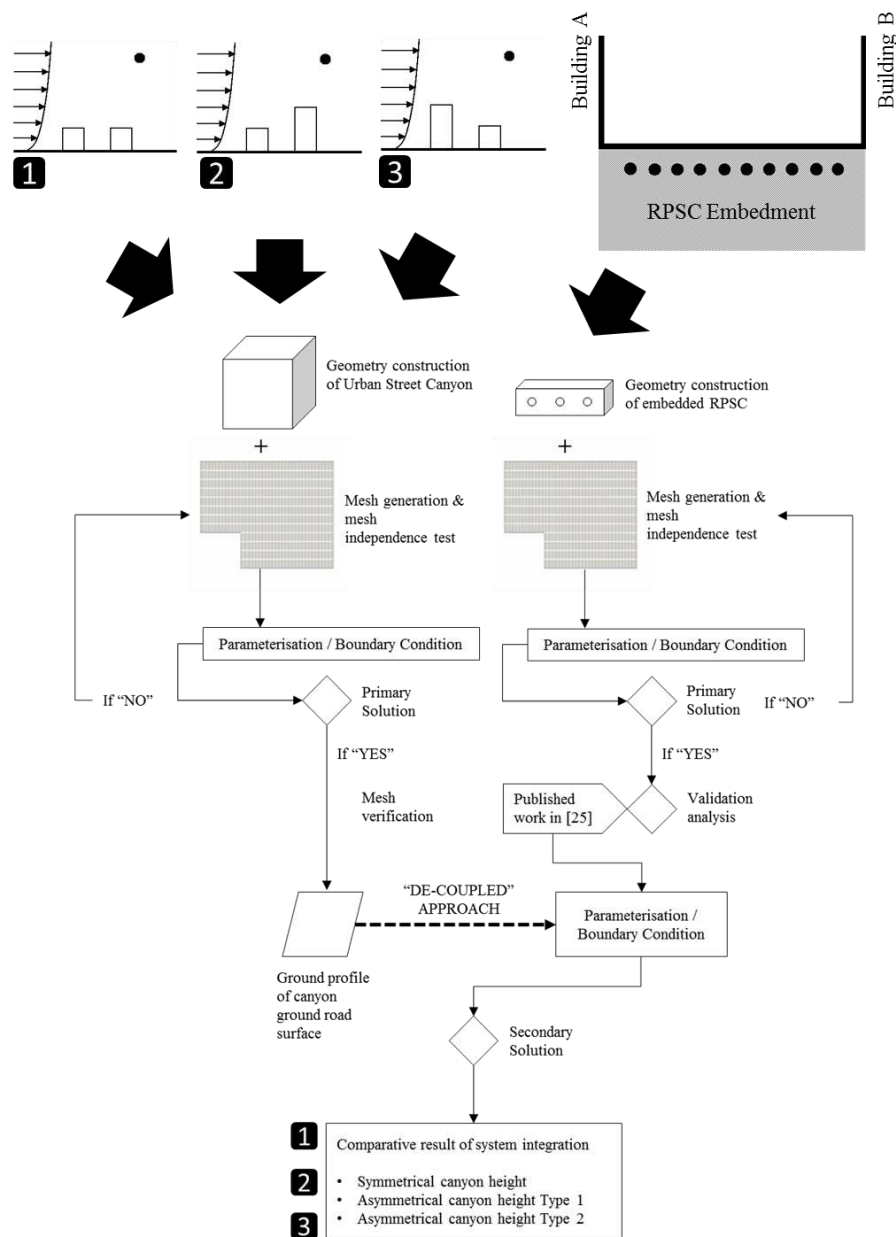 1
2
3
Building A
Building B
RPSC Embedment
Geometry construction
of Urban Street Canyon
Geometry construction
of embedded RPSC
+
+
Mesh generation &
mesh
independence test
Mesh generation &
mesh
independence test
Parameterisation / Boundary Condition
Parameterisation / Boundary Condition
If “NO”
Primary
Solution
Primary
Solution
If “NO”
If “YES”
If “YES”
Mesh
verification
Published
work in [25]
Validation
analysis
“DE-COUPLED”
APPROACH
Parameterisation /
Boundary Condition
Ground profile
of canyon
ground road
surface
Secondary
Solution
1
Comparative result of system integration
2
• Symmetrical canyon height
• Asymmetrical canyon height Type 1
3
• Asymmetrical canyon height Type 2